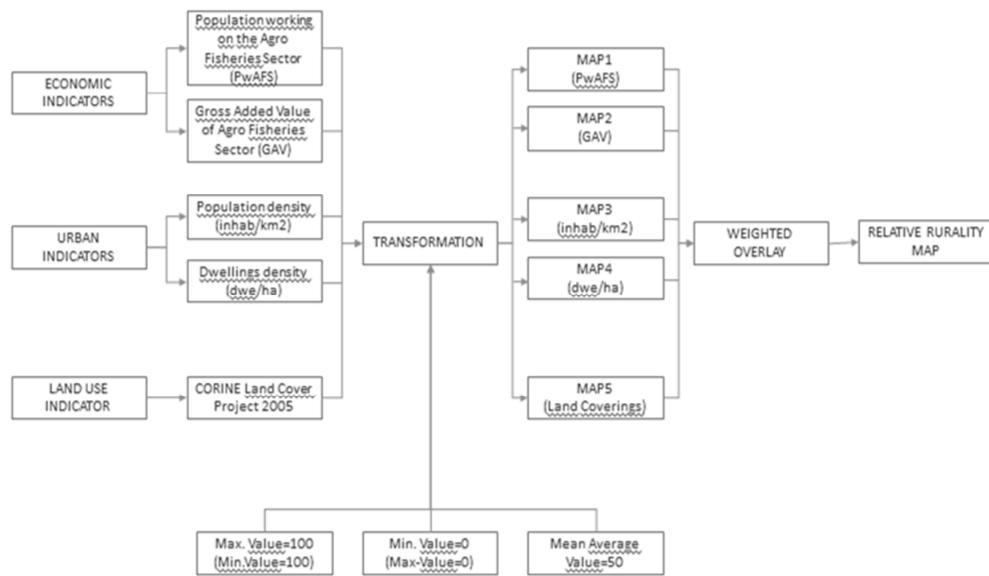 ECONOMIC
INDICATORS
Population working
on the Agro
Fisheries Sector
(PwAFS)
Gross Added Value
of Agro Fisheries
Sector (GAV)
URBAN
INDICATORS
Population density
(inhab/km2)
Dwellings density
(dwe/ha)
LAND USE
INDICATOR
CORINE Land Cover
Project 2005
TRANSFORMATION
MAP1
(PwAFS)
MAP2
(GAV)
MAP3
(inhab/km2)
MAP4
(dwe/ha)
MAP5
(Land Coverings)
WEIGHTED
OVERLAY
RELATIVE RURALITY
MAP
Max. Value=100
(Min.Value=100)
Min. Value=0
(Max-Value=0)
Mean Average
Value=50